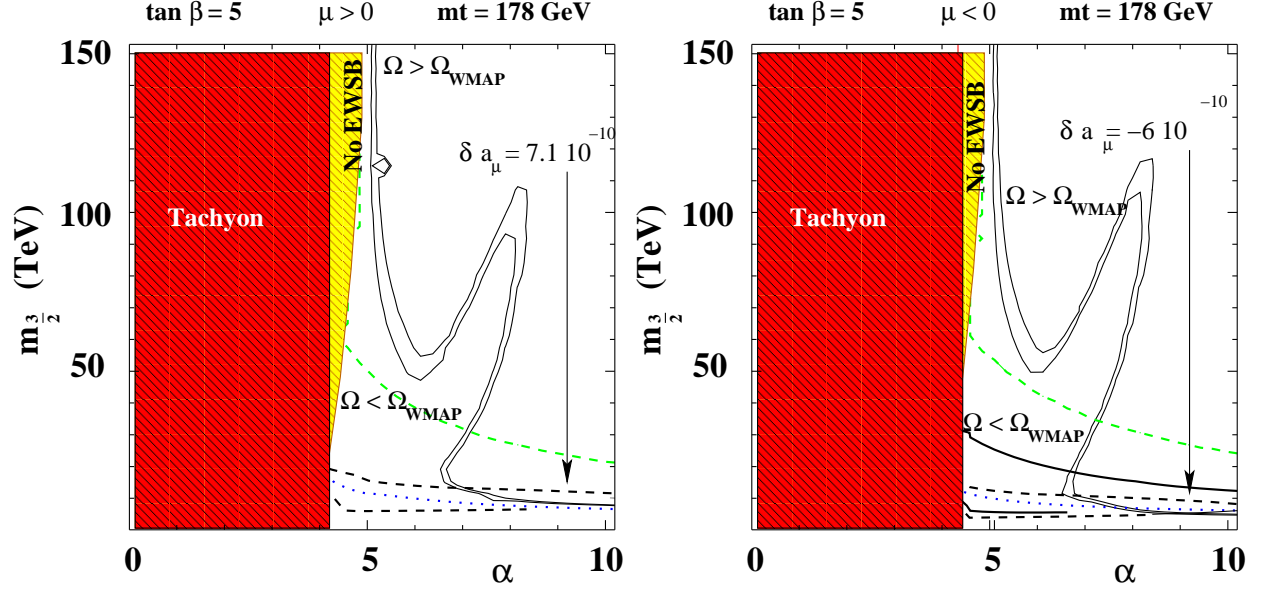 tan β = 5 μ > 0 mt = 178 GeV
150
100
50
0 5 10
m 3/2 (TeV)
α
Tachyon
No EWSB
Ω > Ω WMAP
δ a μ = 7.1 10 −10
Ω < Ω WMAP
tan β = 5 μ < 0 mt = 178 GeV
150
100
50
0 5 10
m 3/2 (TeV)
α
Tachyon
No EWSB
δ a μ = −6 10 −10
Ω > Ω WMAP
Ω < Ω WMAP